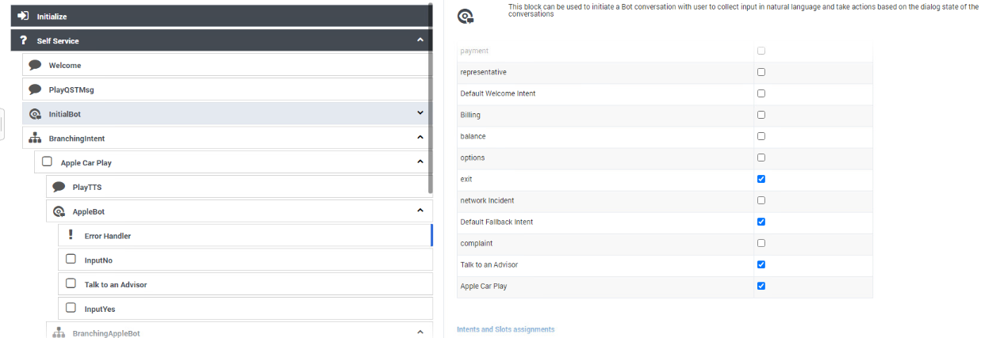 Initialize
Self Service
Welcome
PlayQSTMsg
InitialBot
BranchingIntent
Apple Car Play
PlayTTS
AppleBot
Error Handler
InputNo
Talk to an Advisor
InputYes
BranchingAppleBot
This block can be used to initiate a Bot conversation with user to collect input in natural language and take actions based on the dialog state of the
conversations
payment
representative
Default Welcome Intent
Billing
balance
options
exit
network Incident
Default Fallback Intent
complaint
Talk to an Advisor
Apple Car Play
Intents and Slots assignments